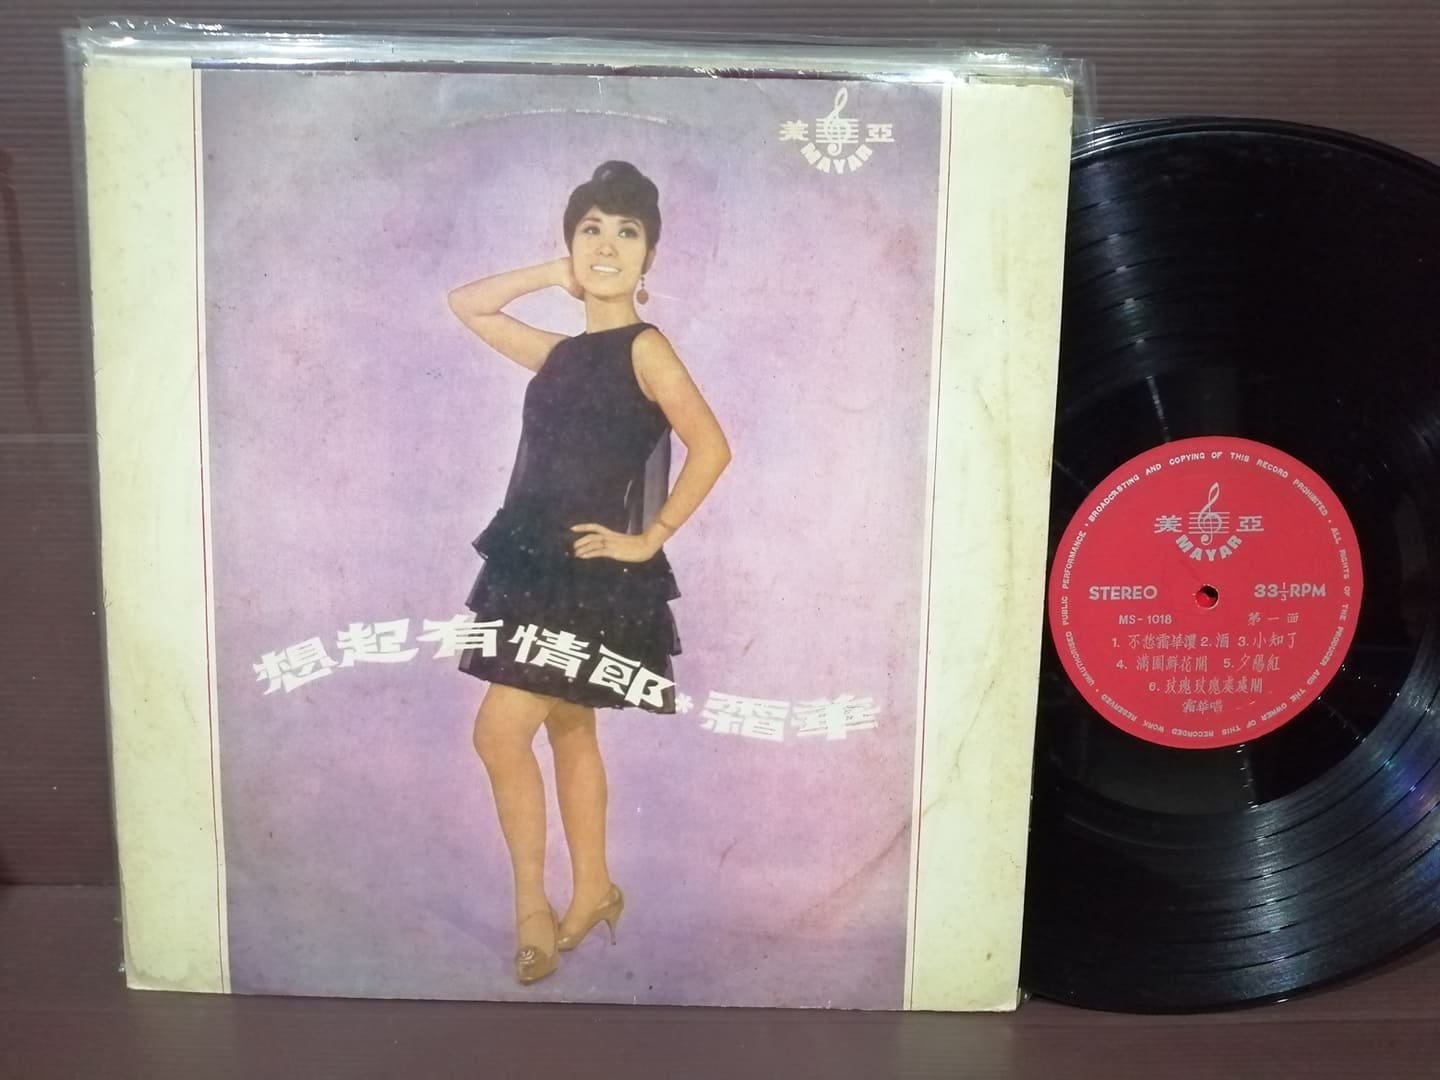 美亞
MAYAR
想起有情郎*霜華
BROADCASTING AND COPYING OF THIS RECORD PROHIBITED • ALL RIGHTS OF THE PRODUCER AND THE OWNER OF THIS RECORDED WORK RESERVED • UNAUTHORISED PUBLIC PERFORMANCE •
美亞
MAYAR
STEREO 33⅓RPM
MS-1018 第一面
1. 不愁霜華濃 2. 酒 3. 小知了
4. 滿園鮮花開 5. 夕陽紅
6. 玫瑰玫瑰處處開
霜華唱